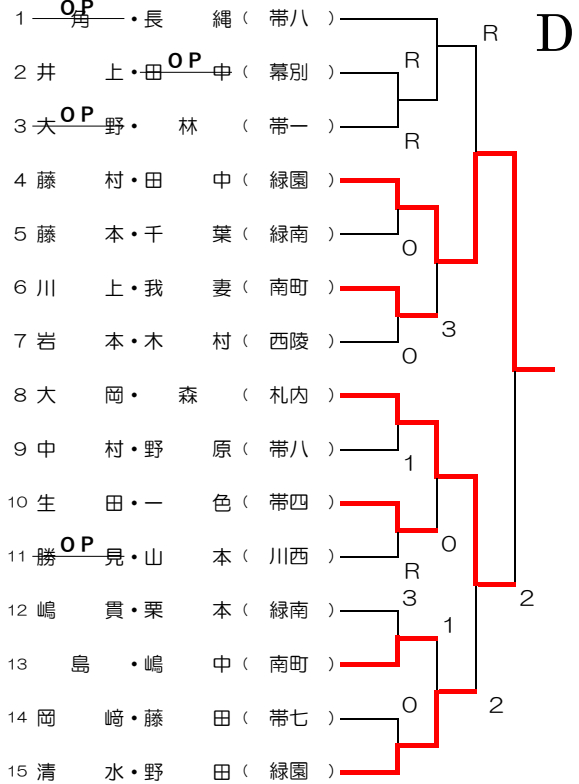 D
OP
1 角・長縄（帯八）
R
OP
2 井上・田中（幕別）
R
OP
3 大野・林（帯一）
R
4 藤村・田中（緑園）
5 藤本・千葉（緑南）
0
6 川上・我妻（南町）
3
7 岩本・木村（西陵）
0
8 大岡・森（札内）
9 中村・野原（帯八）
1
10 生田・一色（帯四）
0
OP
11 勝見・山本（川西）
R
3
2
12 嶋貫・栗本（緑南）
1
13 島・嶋中（南町）
0
2
14 岡﨑・藤田（帯七）
15 清水・野田（緑園）